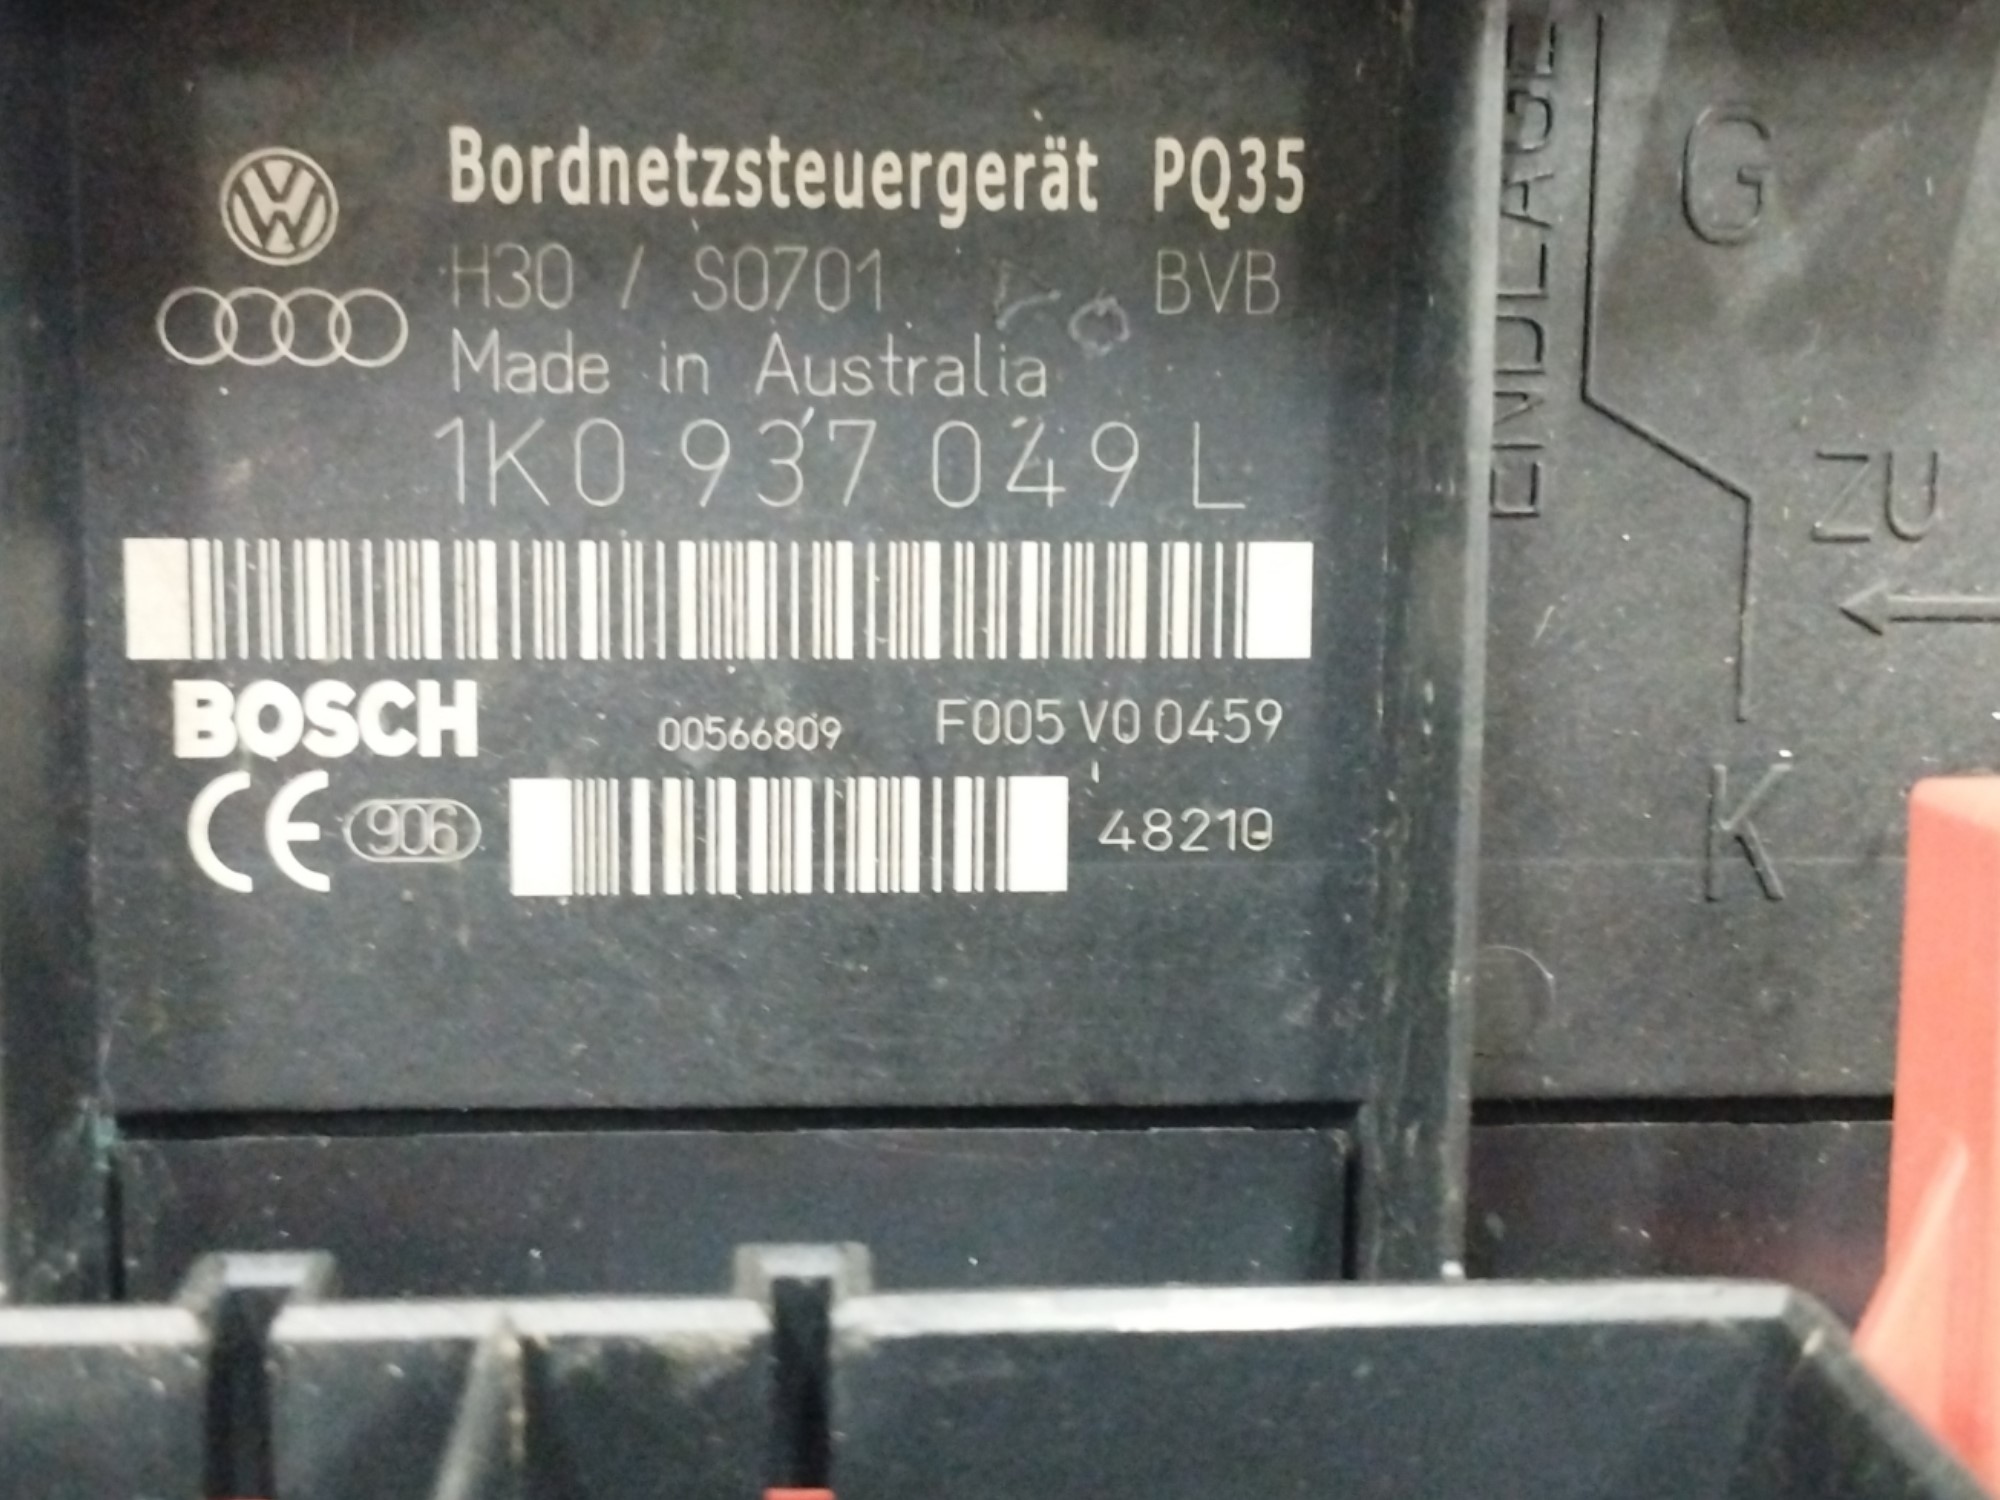 Bordnetzsteuergerät PQ35
H30 / S0701 BVB
Made in Australia
1K0 937 049 L
BOSCH 00566809 F005 V0 0459
CE 906 48210
ENDLAGE
G
ZU
K